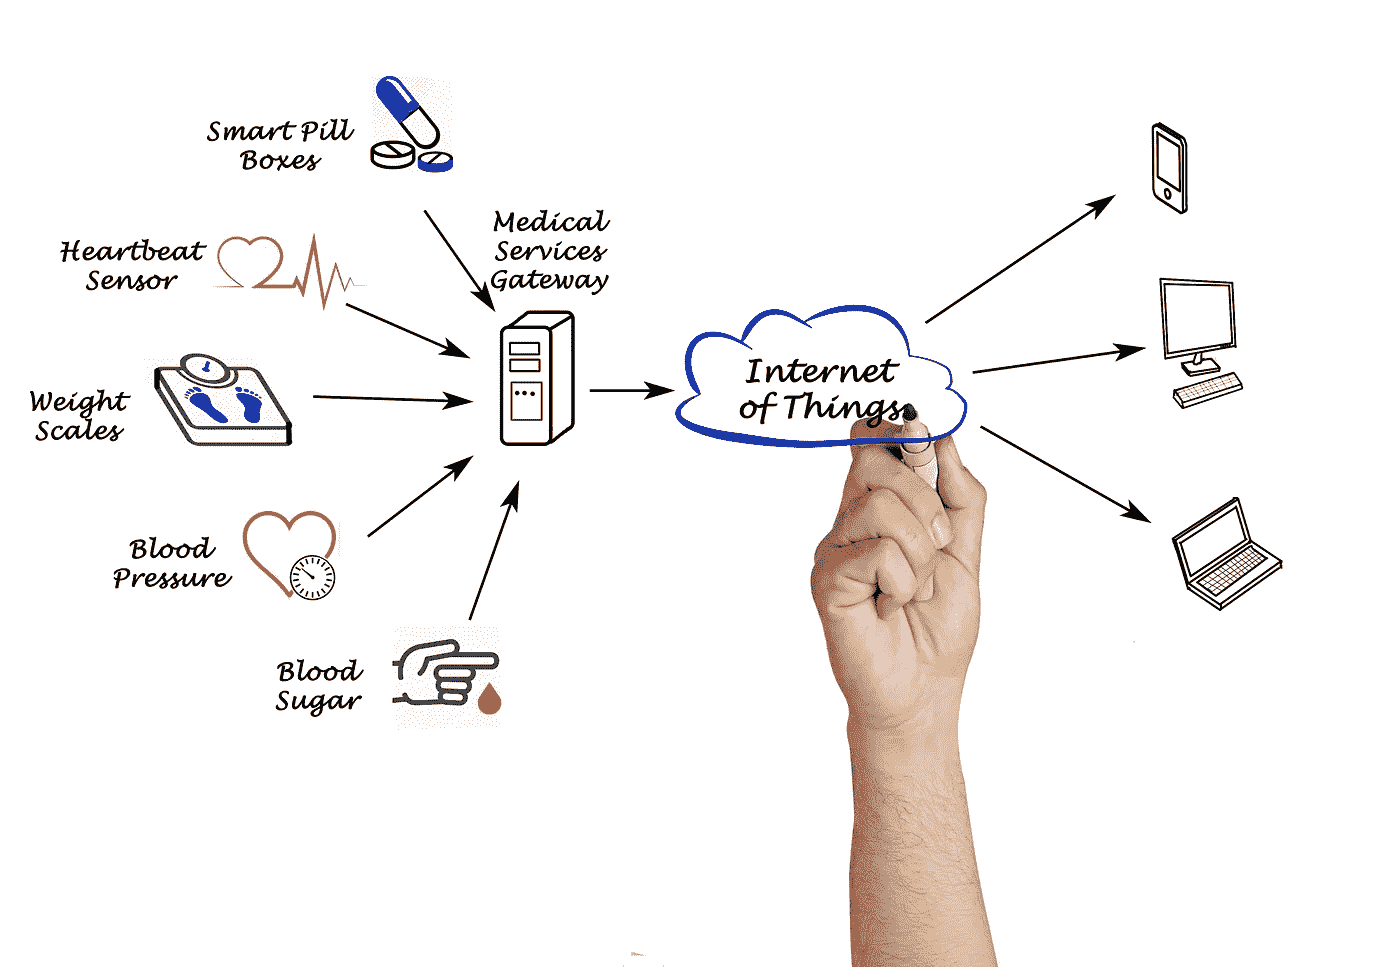 Smart Pill
Boxes
Heartbeat
Sensor
Weight
Scales
Blood
Pressure
Blood
Sugar
Medical
Services
Gateway
Internet
of Things